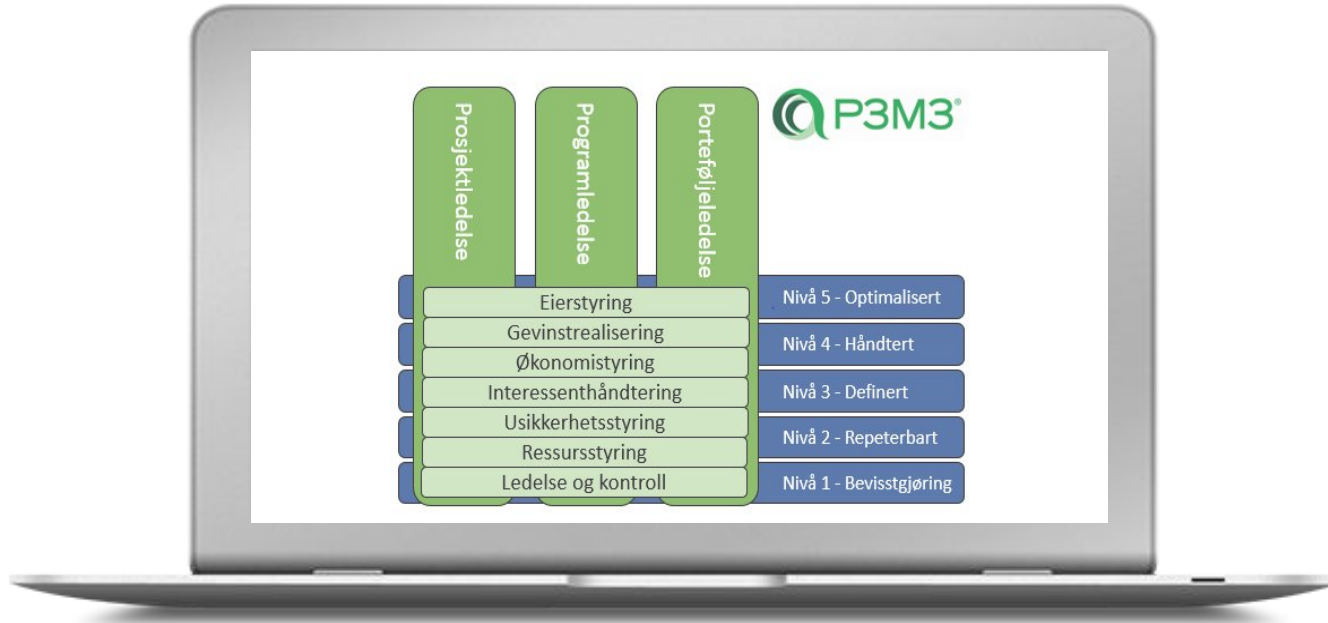 Prosjektledelse
Programledelse
Porteføljeledelse
P3M3®
Eierstyring
Gevinstrealisering
Økonomistyring
Interessenthåndtering
Usikkerhetsstyring
Ressursstyring
Ledelse og kontroll
Nivå 5 - Optimalisert
Nivå 4 - Håndtert
Nivå 3 - Definert
Nivå 2 - Repeterbart
Nivå 1 - Bevisstgjøring